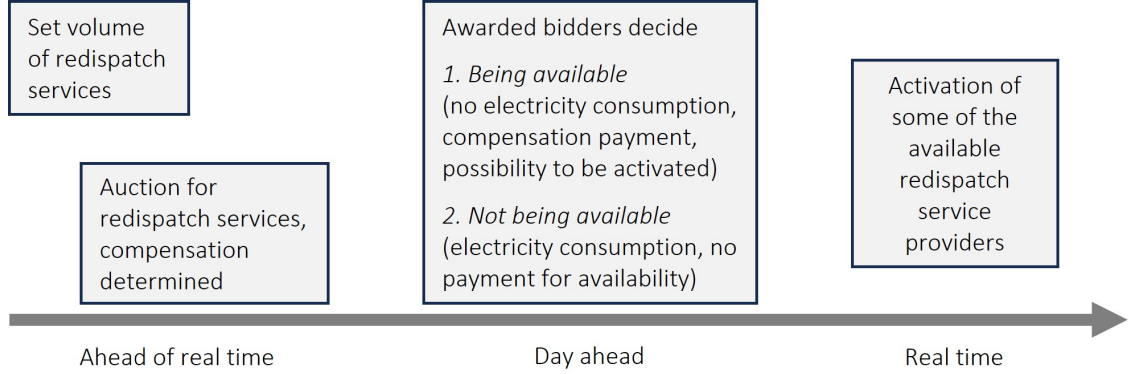 Set volume
of redispatch
services
Auction for
redispatch services,
compensation
determined
Awarded bidders decide
1. Being available
(no electricity consumption,
compensation payment,
possibility to be activated)
2. Not being available
(electricity consumption, no
payment for availability)
Activation of
some of the
available
redispatch
service
providers
Ahead of real time
Day ahead
Real time